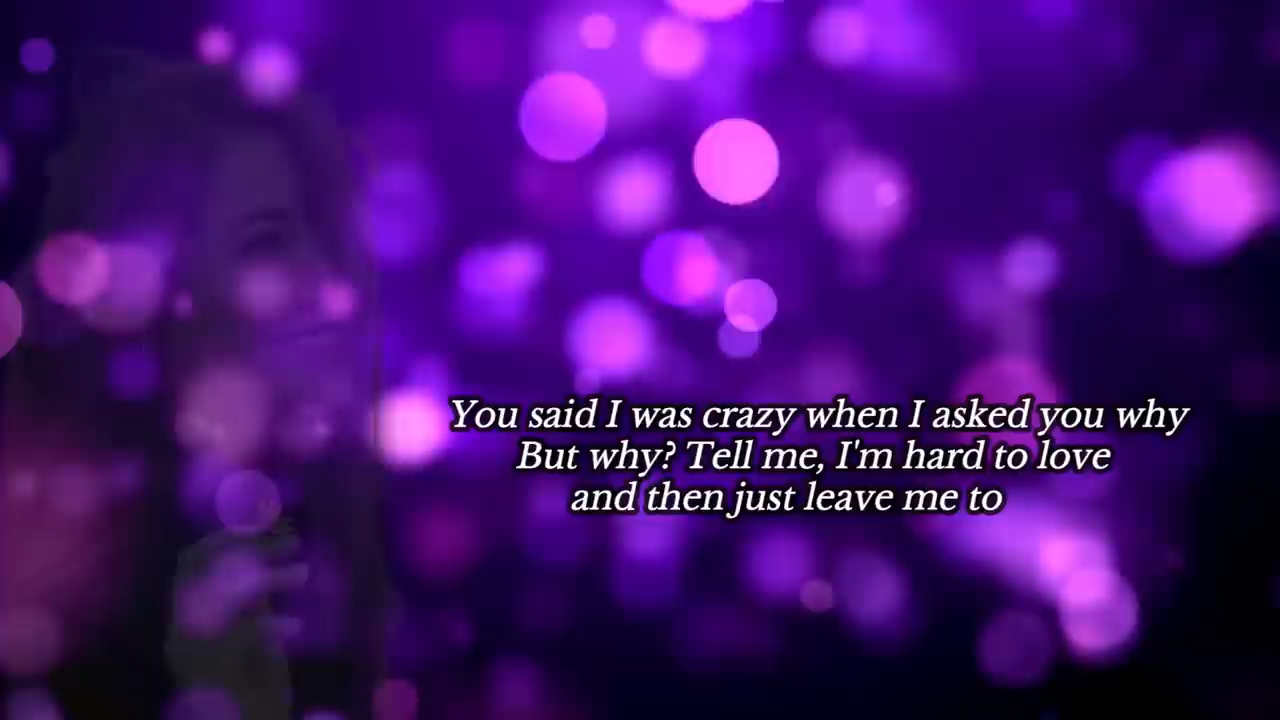 You said I was crazy when I asked you why
But why? Tell me, I'm hard to love
and then just leave me to